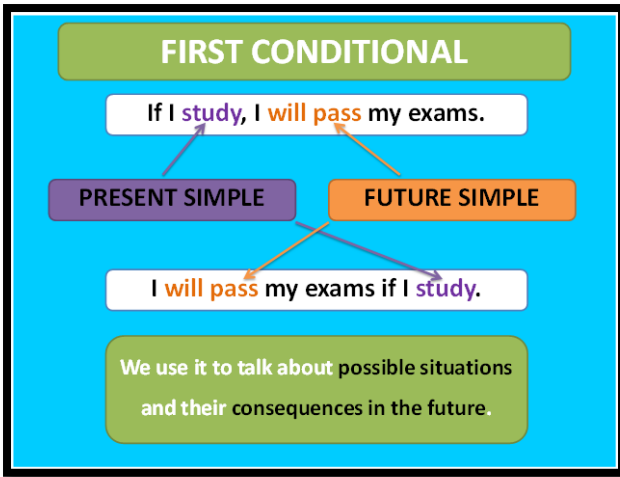 FIRST CONDITIONAL
If I study, I will pass my exams.
PRESENT SIMPLE
FUTURE SIMPLE
I will pass my exams if I study.
We use it to talk about possible situations
and their consequences in the future.